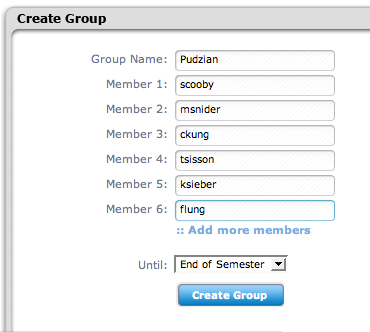 Create Group
Group Name: Pudzian
Member 1: scooby
Member 2: msnider
Member 3: ckung
Member 4: tsisson
Member 5: ksieber
Member 6: flung
:: Add more members
Until: End of Semester
Create Group